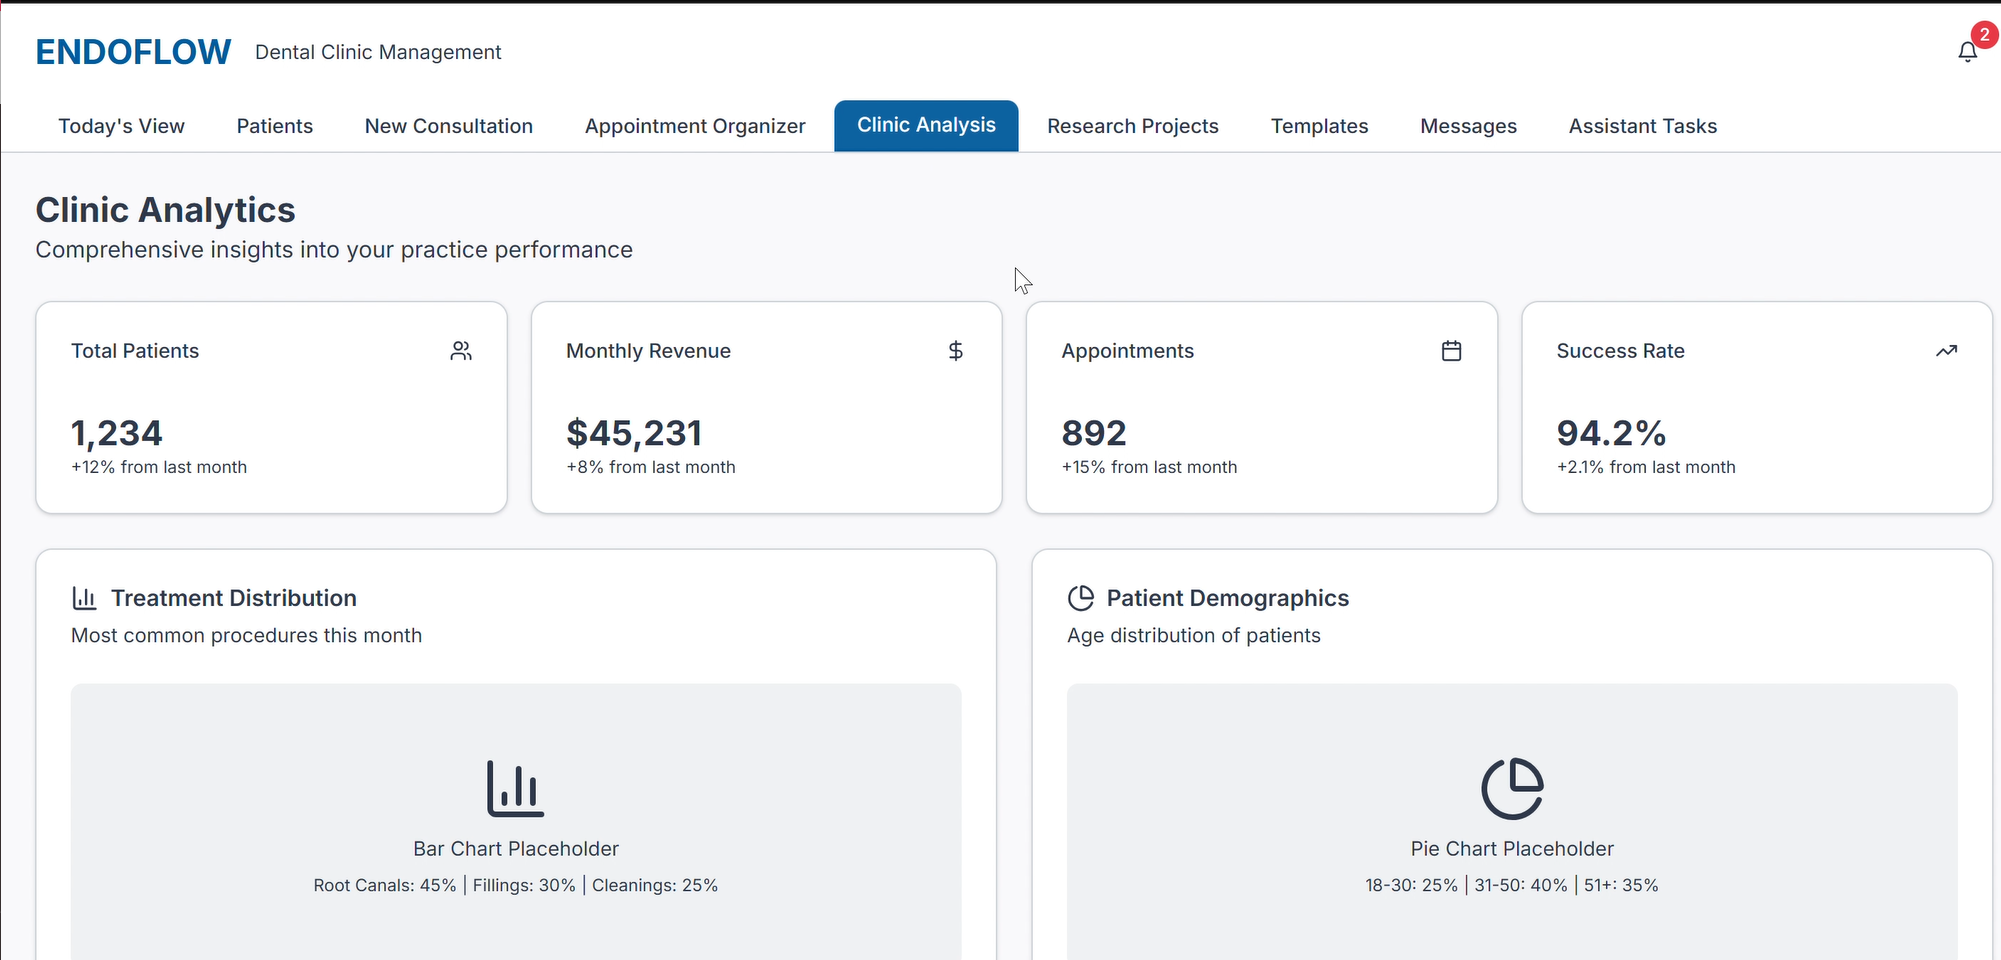 ENDOFLOW Dental Clinic Management
2
Today's View Patients New Consultation Appointment Organizer Clinic Analysis Research Projects Templates Messages Assistant Tasks
Clinic Analytics
Comprehensive insights into your practice performance
Total Patients
1,234
+12% from last month
Monthly Revenue
$45,231
+8% from last month
Appointments
892
+15% from last month
Success Rate
94.2%
+2.1% from last month
Treatment Distribution
Most common procedures this month
Bar Chart Placeholder
Root Canals: 45% | Fillings: 30% | Cleanings: 25%
Patient Demographics
Age distribution of patients
Pie Chart Placeholder
18-30: 25% | 31-50: 40% | 51+: 35%